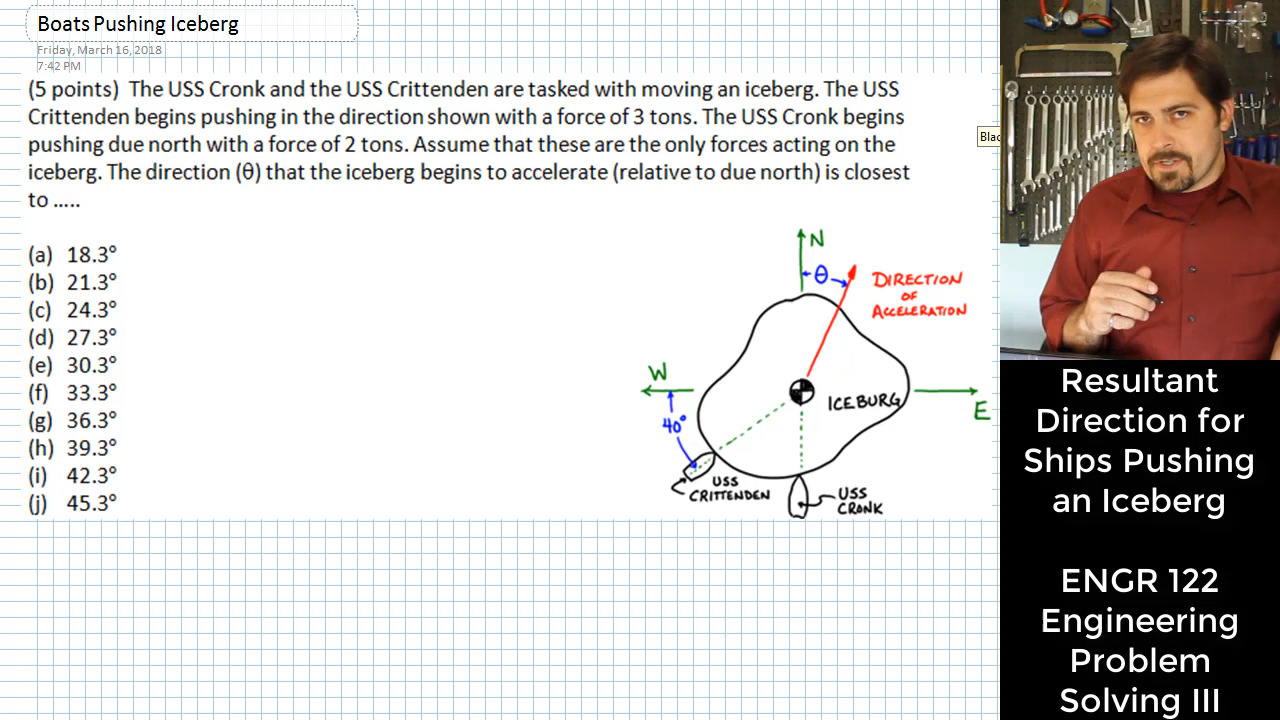 Boats Pushing Iceberg
Friday, March 16, 2018
7:42 PM
(5 points) The USS Cronk and the USS Crittenden are tasked with moving an iceberg. The USS
Crittenden begins pushing in the direction shown with a force of 3 tons. The USS Cronk begins
pushing due north with a force of 2 tons. Assume that these are the only forces acting on the
iceberg. The direction (θ) that the iceberg begins to accelerate (relative to due north) is closest
to .....
(a) 18.3°
(b) 21.3°
(c) 24.3°
(d) 27.3°
(e) 30.3°
(f) 33.3°
(g) 36.3°
(h) 39.3°
(i) 42.3°
(j) 45.3°
N
θ
DIRECTION
OF
ACCELERATION
W
ICEBURG
E
40°
USS
CRITTENDEN
USS
CRONK
Blac
Resultant
Direction for
Ships Pushing
an Iceberg
ENGR 122
Engineering
Problem
Solving III